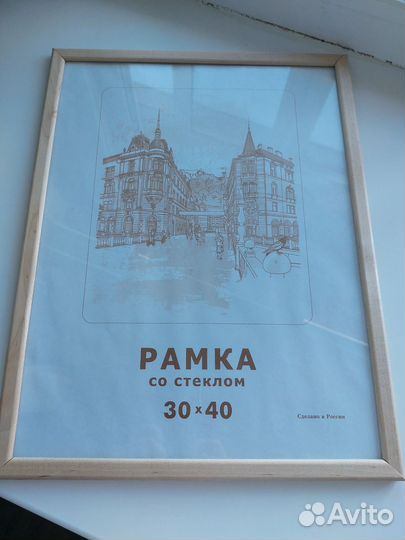 РАМКА
со стеклом
30 x 40
Сделано в России
Avito